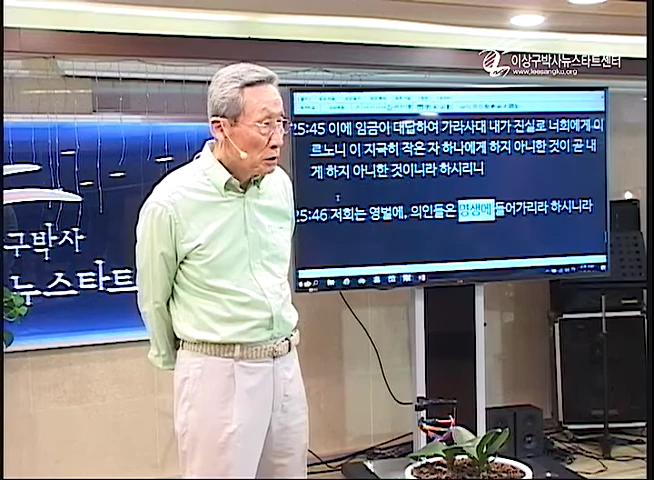 이상구박사뉴스타트센터
www.leesangku.org
25:45 이에 임금이 대답하여 가라사대 내가 진실로 너희에게 이
르노니 이 지극히 작은 자 하나에게 하지 아니한 것이 곧 내
게 하지 아니한 것이니라 하시리니
25:46 저희는 영벌에, 의인들은 영생에 들어가리라 하시니라
구박사
뉴스타트